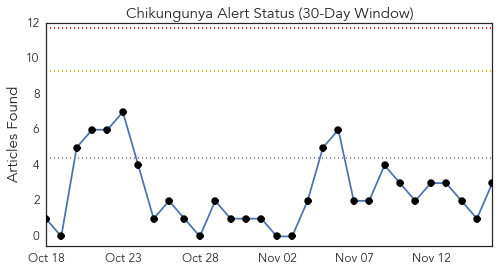 Chikungunya Alert Status (30-Day Window)
Articles Found
12
10
8
6
4
2
0
Oct 18 Oct 23 Oct 28 Nov 02 Nov 07 Nov 12